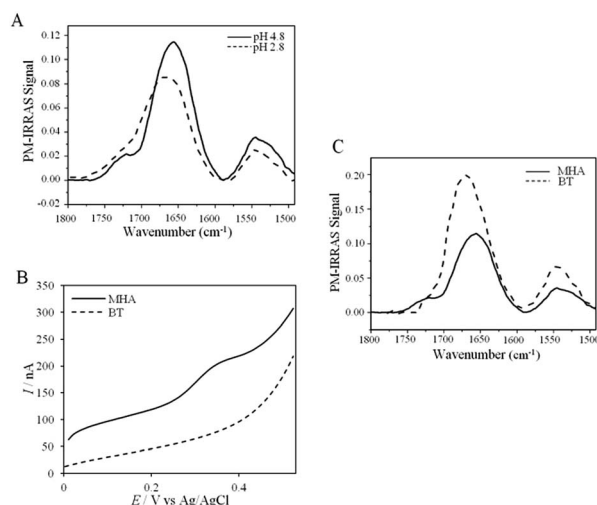 A
PM-IRRAS Signal
0.12
0.10
0.08
0.06
0.04
0.02
0.00
-0.02
pH 4.8
pH 2.8
1800 1750 1700 1650 1600 1550 1500
Wavenumber (cm-1)
B
I / nA
350
300
250
200
150
100
50
0
MHA
BT
0 0.2 0.4
E / V vs Ag/AgCl
C
PM-IRRAS Signal
0.20
0.15
0.10
0.05
0.00
MHA
BT
1800 1750 1700 1650 1600 1550 1500
Wavenumber (cm-1)